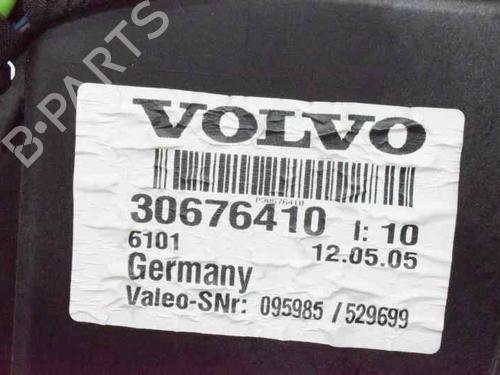 B-PARTS
VOLVO
P30676410
30676410 I: 10
6101 12.05.05
Germany
Valeo-SNr: 095985 / 529699